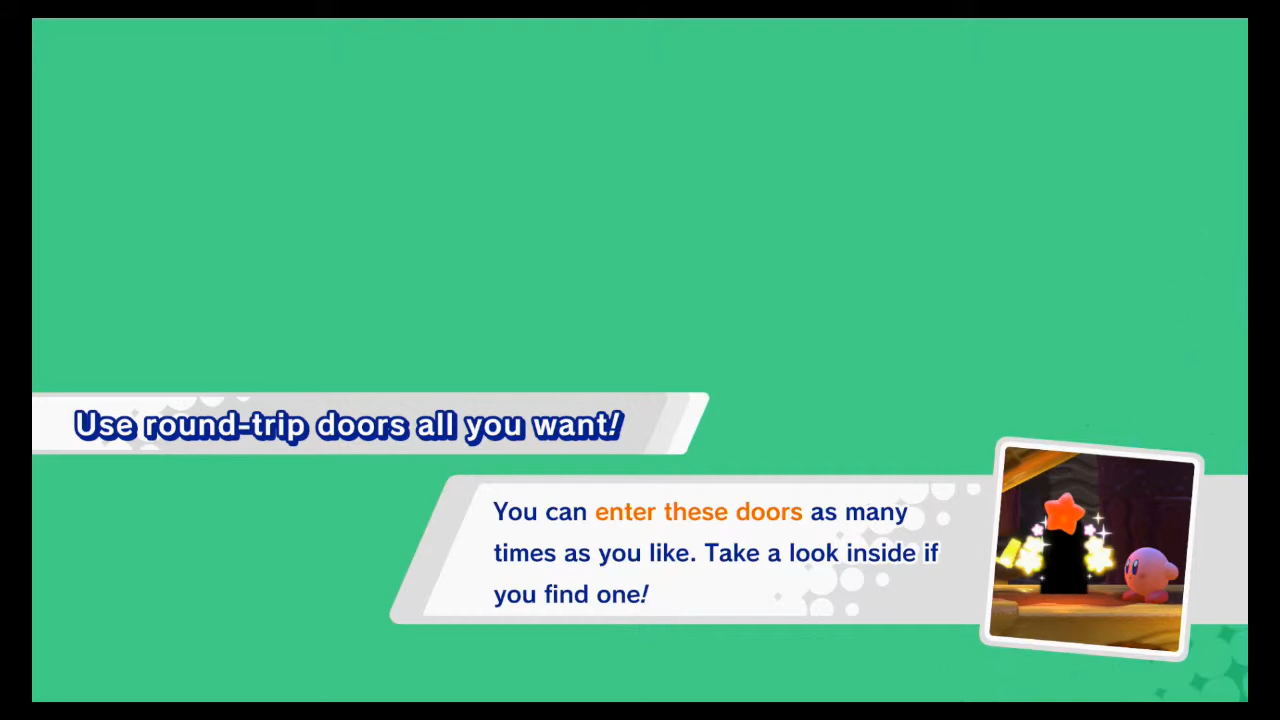 Use round-trip doors all you want!
You can enter these doors as many
times as you like. Take a look inside if
you find one!